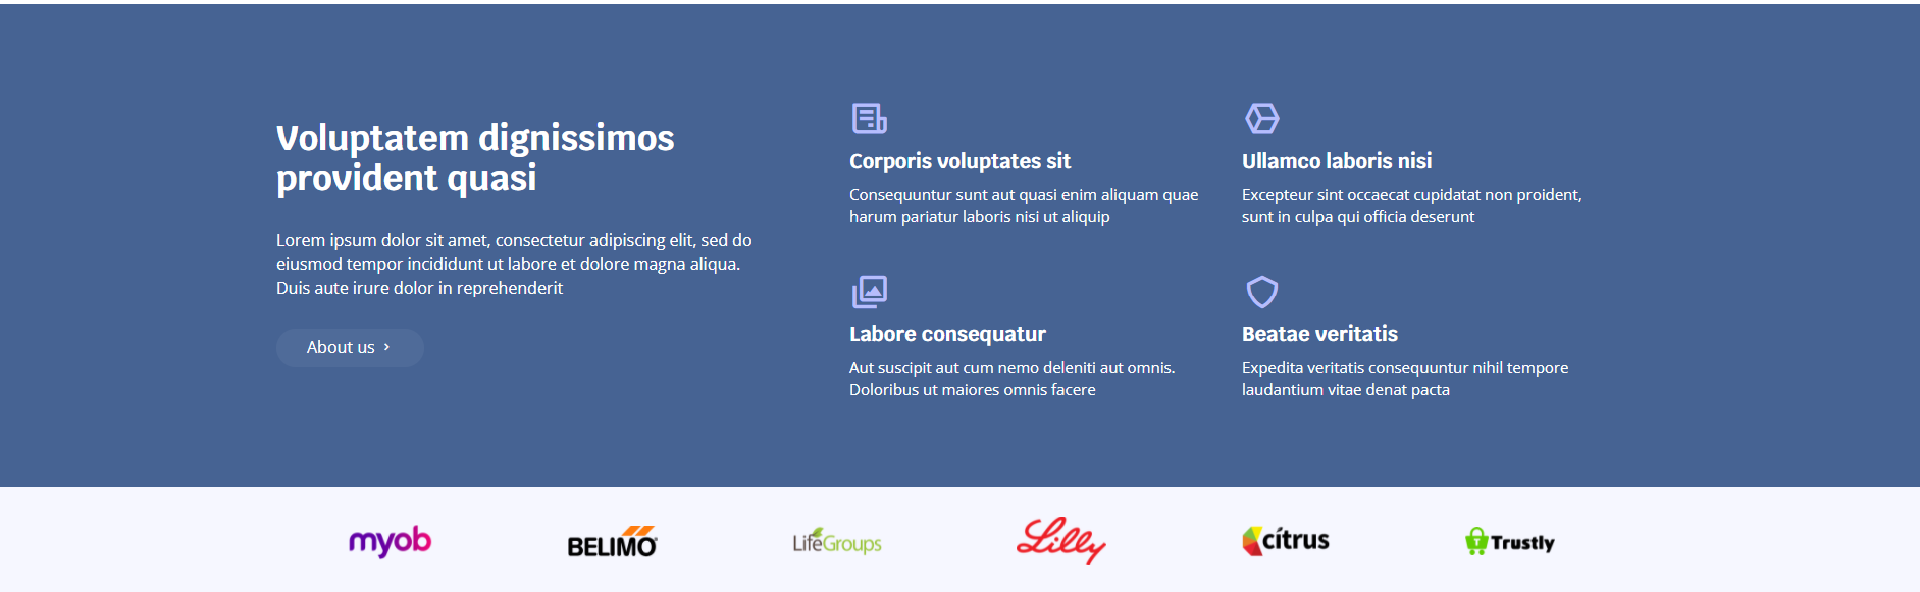 Voluptatem dignissimos
provident quasi
Lorem ipsum dolor sit amet, consectetur adipiscing elit, sed do
eiusmod tempor incididunt ut labore et dolore magna aliqua.
Duis aute irure dolor in reprehenderit
About us
Corporis voluptates sit
Consequuntur sunt aut quasi enim aliquam quae
harum pariatur laboris nisi ut aliquip
Ullamco laboris nisi
Excepteur sint occaecat cupidatat non proident,
sunt in culpa qui officia deserunt
Labore consequatur
Aut suscipit aut cum nemo deleniti aut omnis.
Doloribus ut maiores omnis facere
Beatae veritatis
Expedita veritatis consequuntur nihil tempore
laudantium vitae denat pacta
myob
BELIMO
LifeGroups
Lilly
cítrus
Trustly